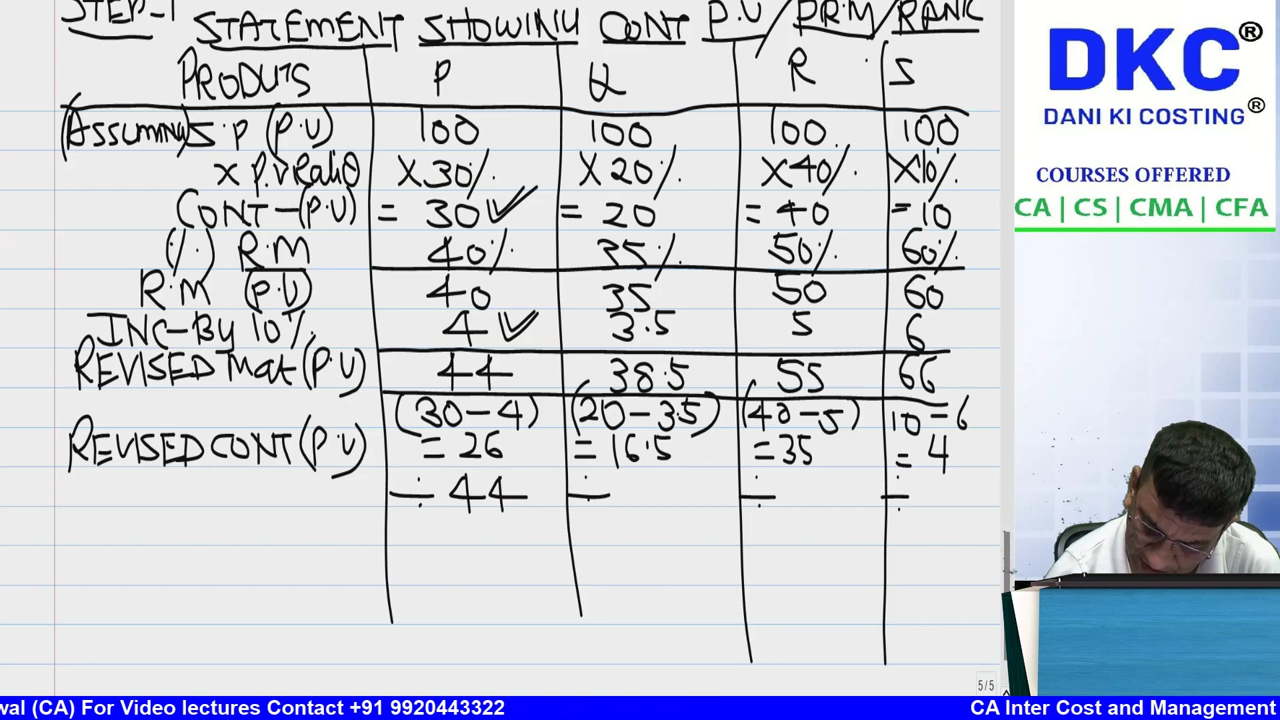 STEP-1
STATEMENT SHOWING CONT P.U/PR.M/RANK
PRODUTS P Q R S
(Assuming) S.P (P.U) 100 100 100 100
x P.V Ratio X30% X20% X40% X10%
CONT-(P.U) = 30 = 20 = 40 = 10
(%) R.M 40% 35% 50% 60%
R.M (P.U) 40 35 50 60
INC-By 10% 4 3.5 5 6
REVISED Mat (P.U) 44 38.5 55 66
(30-4) (20-3.5) (40-5) 10-6
REVISED CONT (P.U) = 26 = 16.5 = 35 = 4
÷ 44 ÷ ÷ ÷
5/5
DKC®
DANI KI COSTING®
COURSES OFFERED
CA | CS | CMA | CFA
wal (CA) For Video lectures Contact +91 9920443322
CA Inter Cost and Management